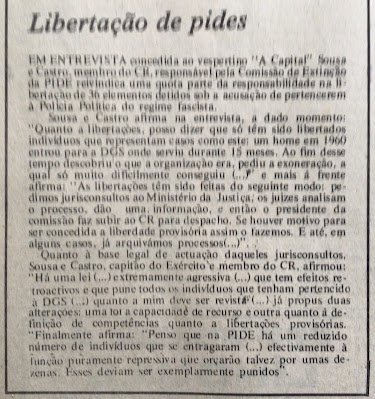 Libertação de pides
EM ENTREVISTA concedida ao vespertino "A Capital" Sousa
e Castro, membro do CR, responsável pela Comissão de Extinção
da PIDE reivindica uma quota parte da responsabilidade na li-
bertação de 36 elementos detidos sob a acusação de pertencerem
à Polícia Política do regime fascista.
Sousa e Castro afirma na entrevista, a dado momento:
"Quanto a libertações, posso dizer que só têm sido libertados
indivíduos que representam casos como este: um home em 1960
entrou para a DGS onde serviu durante 15 meses. Ao fim desse
tempo descobriu o que a organização era, pediu a exoneração, a
qual só muito dificilmente conseguiu (...)" e mais à frente
afirma: "As libertações têm sido feitas do seguinte modo: pe-
dimos jurisconsultos ao Ministério da Justiça; os juizes analisam
o processo, dão uma informação, e então o presidente da
comissão faz subir ao CR para despacho. Se houver motivo para
ser concedida a liberdade provisória assim o fazemos. E até, em
alguns casos, já arquivámos processos(...)".
Quanto à base legal de actuação daqueles jurisconsultos,
Sousa e Castro, capitão do Exército e membro do CR, afirmou:
"Há uma lei (...) extremamente agressiva (...) que tem efeitos re-
troactivos e que pune todos os indivíduos que tenham pertencido
à DGS (...) quanto a mim deve ser revista (...) já propus duas
alterações: uma foi a capacidade de recurso e outra quanto à de-
finição de competências quanto a libertações provisórias.
"Finalmente afirma: "Penso que na PIDE há um reduzido
número de indivíduos que se entragaram (...) efectivamente à
função puramente repressiva que orçarão talvez por umas de-
zenas. Esses deviam ser exemplarmente punidos".